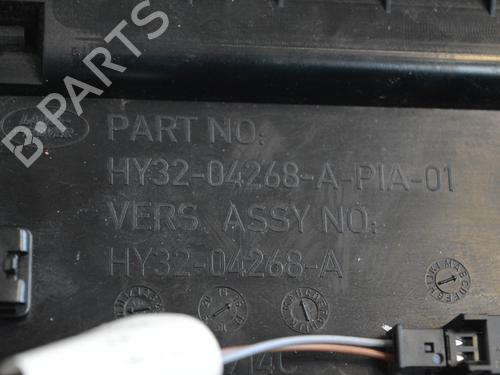 B-PARTS
PART NO:
HY32-04268-A-PIA-01
VERS. ASSY NO:
HY32-04268-A